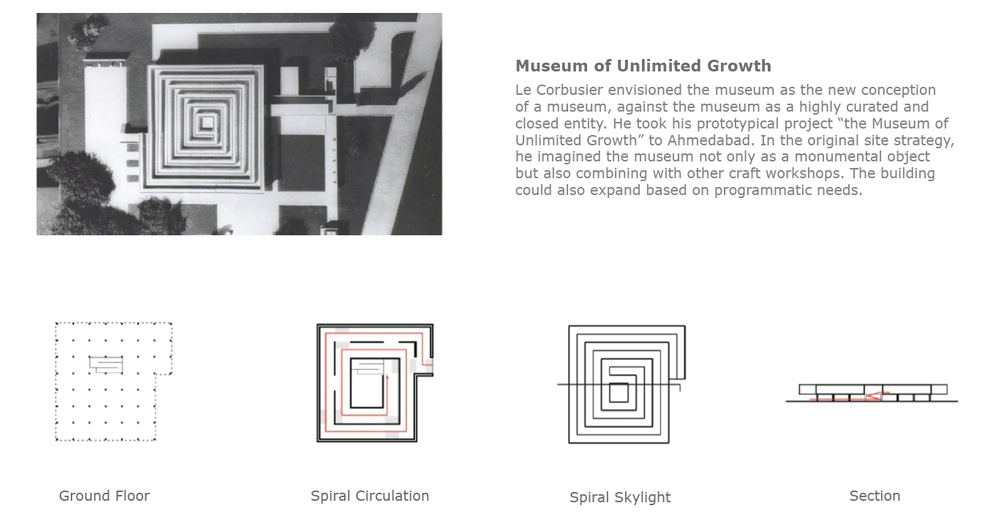 Museum of Unlimited Growth
Le Corbusier envisioned the museum as the new conception
of a museum, against the museum as a highly curated and
closed entity. He took his prototypical project “the Museum of
Unlimited Growth” to Ahmedabad. In the original site strategy,
he imagined the museum not only as a monumental object
but also combining with other craft workshops. The building
could also expand based on programmatic needs.
Ground Floor
Spiral Circulation
Spiral Skylight
Section